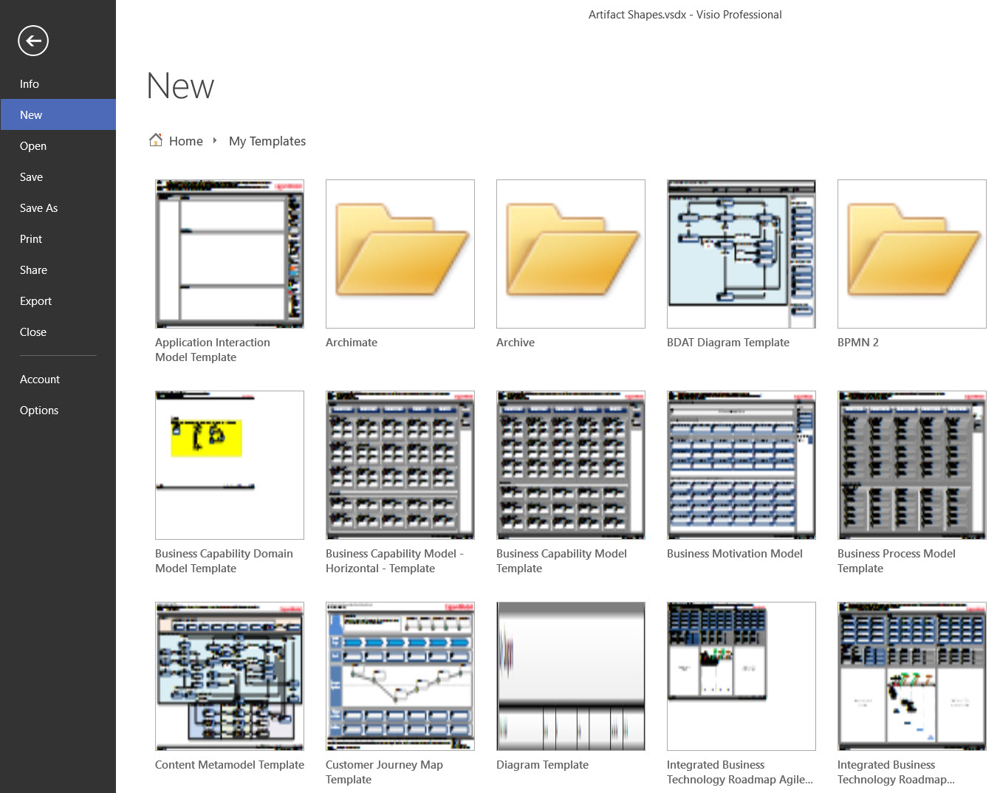 Artifact Shapes.vsdx - Visio Professional
Info
New
Open
Save
Save As
Print
Share
Export
Close
Account
Options
New
Home
My Templates
Application Interaction
Model Template
Archimate
Archive
BDAT Diagram Template
BPMN 2
Business Capability Domain
Model Template
Business Capability Model -
Horizontal - Template
Business Capability Model
Template
Business Motivation Model
Business Process Model
Template
Content Metamodel Template
Customer Journey Map
Template
Diagram Template
Integrated Business
Technology Roadmap Agile...
Integrated Business
Technology Roadmap...